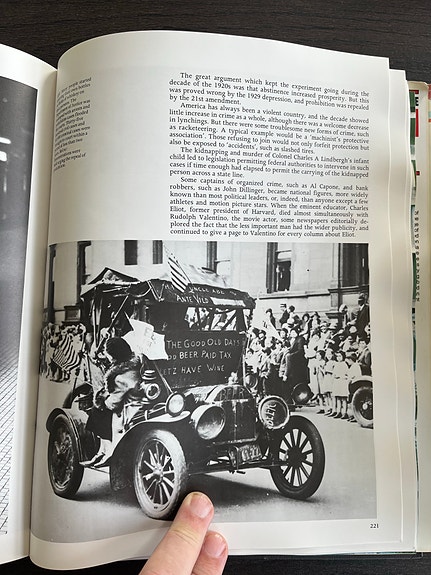 The great argument which kept the experiment going during the
decade of the 1920s was that abstinence increased prosperity. But this
was proved wrong by the 1929 depression, and prohibition was repealed
by the 21st amendment.
America has always been a violent country, and the decade showed
little increase in crime as a whole, although there was a welcome decrease
in lynchings. But there were some troublesome new forms of crime, such
as racketeering. A typical example would be a 'machinist's protective
association'. Those refusing to join would not only forfeit protection but
also be exposed to 'accidents', such as slashed tires.
The kidnapping and murder of Colonel Charles A Lindbergh's infant
child led to legislation permitting federal authorities to intervene in such
cases if time enough had elapsed to permit the carrying of the kidnapped
person across a state line.
Some captains of organized crime, such as Al Capone, and bank
robbers, such as John Dillinger, became national figures, more widely
known than most political leaders, or, indeed, than anyone except a few
athletes and motion picture stars. When the eminent educator, Charles
Eliot, former president of Harvard, died almost simultaneously with
Rudolph Valentino, the movie actor, some newspapers editorially de-
plored the fact that the less important man had the wider publicity, and
continued to give a page to Valentino for every column about Eliot.
UNCLE ABE
ANTE VILO
THE GOOD OLD DAYS
BEER PAID TAX
HAVE WINE
221